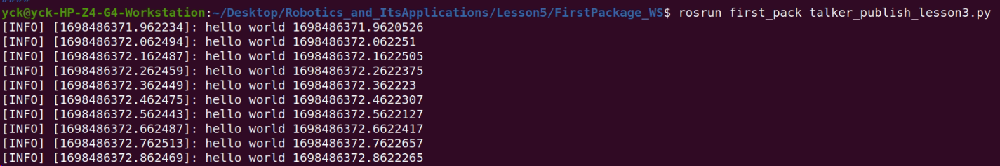 yck@yck-HP-Z4-G4-Workstation:~/Desktop/Robotics_and_ItsApplications/Lesson5/FirstPackage_WS$ rosrun first_pack talker_publish_lesson3.py
[INFO] [1698486371.962234]: hello world 1698486371.9620526
[INFO] [1698486372.062494]: hello world 1698486372.062251
[INFO] [1698486372.162487]: hello world 1698486372.1622505
[INFO] [1698486372.262459]: hello world 1698486372.2622375
[INFO] [1698486372.362449]: hello world 1698486372.362223
[INFO] [1698486372.462475]: hello world 1698486372.4622307
[INFO] [1698486372.562443]: hello world 1698486372.5622127
[INFO] [1698486372.662487]: hello world 1698486372.6622417
[INFO] [1698486372.762513]: hello world 1698486372.7622657
[INFO] [1698486372.862469]: hello world 1698486372.8622265